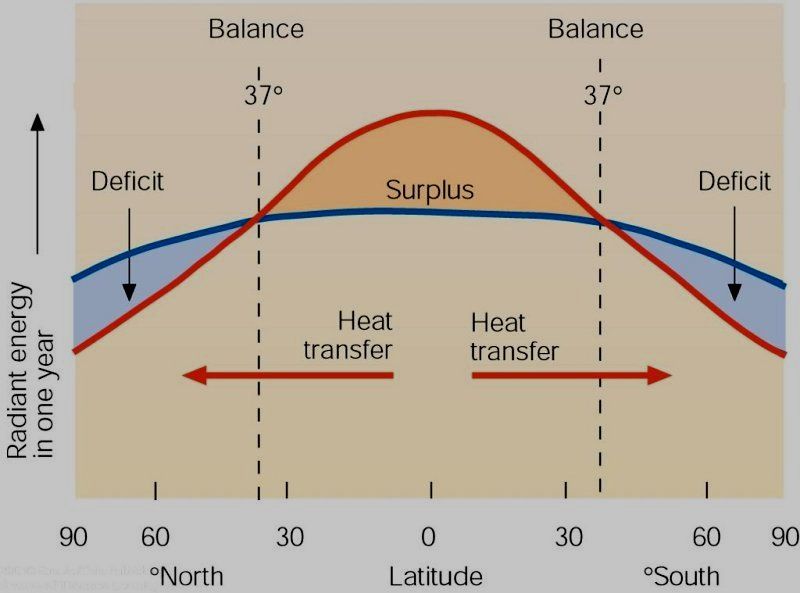 Balance
Balance
37°
37°
Deficit
Surplus
Deficit
Radiant energy
in one year
Heat
transfer
Heat
transfer
90
60
30
0
30
60
90
°North
Latitude
°South